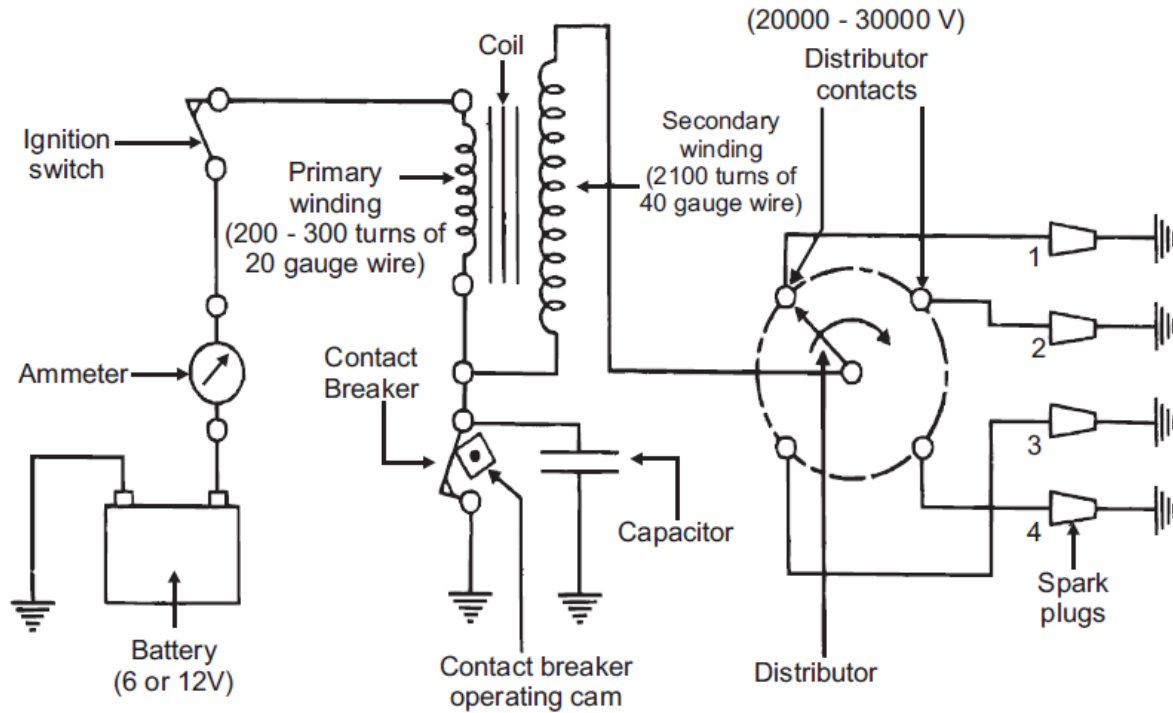 (20000 - 30000 V)
Distributor
contacts
Coil
Ignition
switch
Primary
winding
(200 - 300 turns of
20 gauge wire)
Secondary
winding
(2100 turns of
40 gauge wire)
1
2
3
4
Ammeter
Contact
Breaker
Capacitor
Spark
plugs
Battery
(6 or 12V)
Contact breaker
operating cam
Distributor